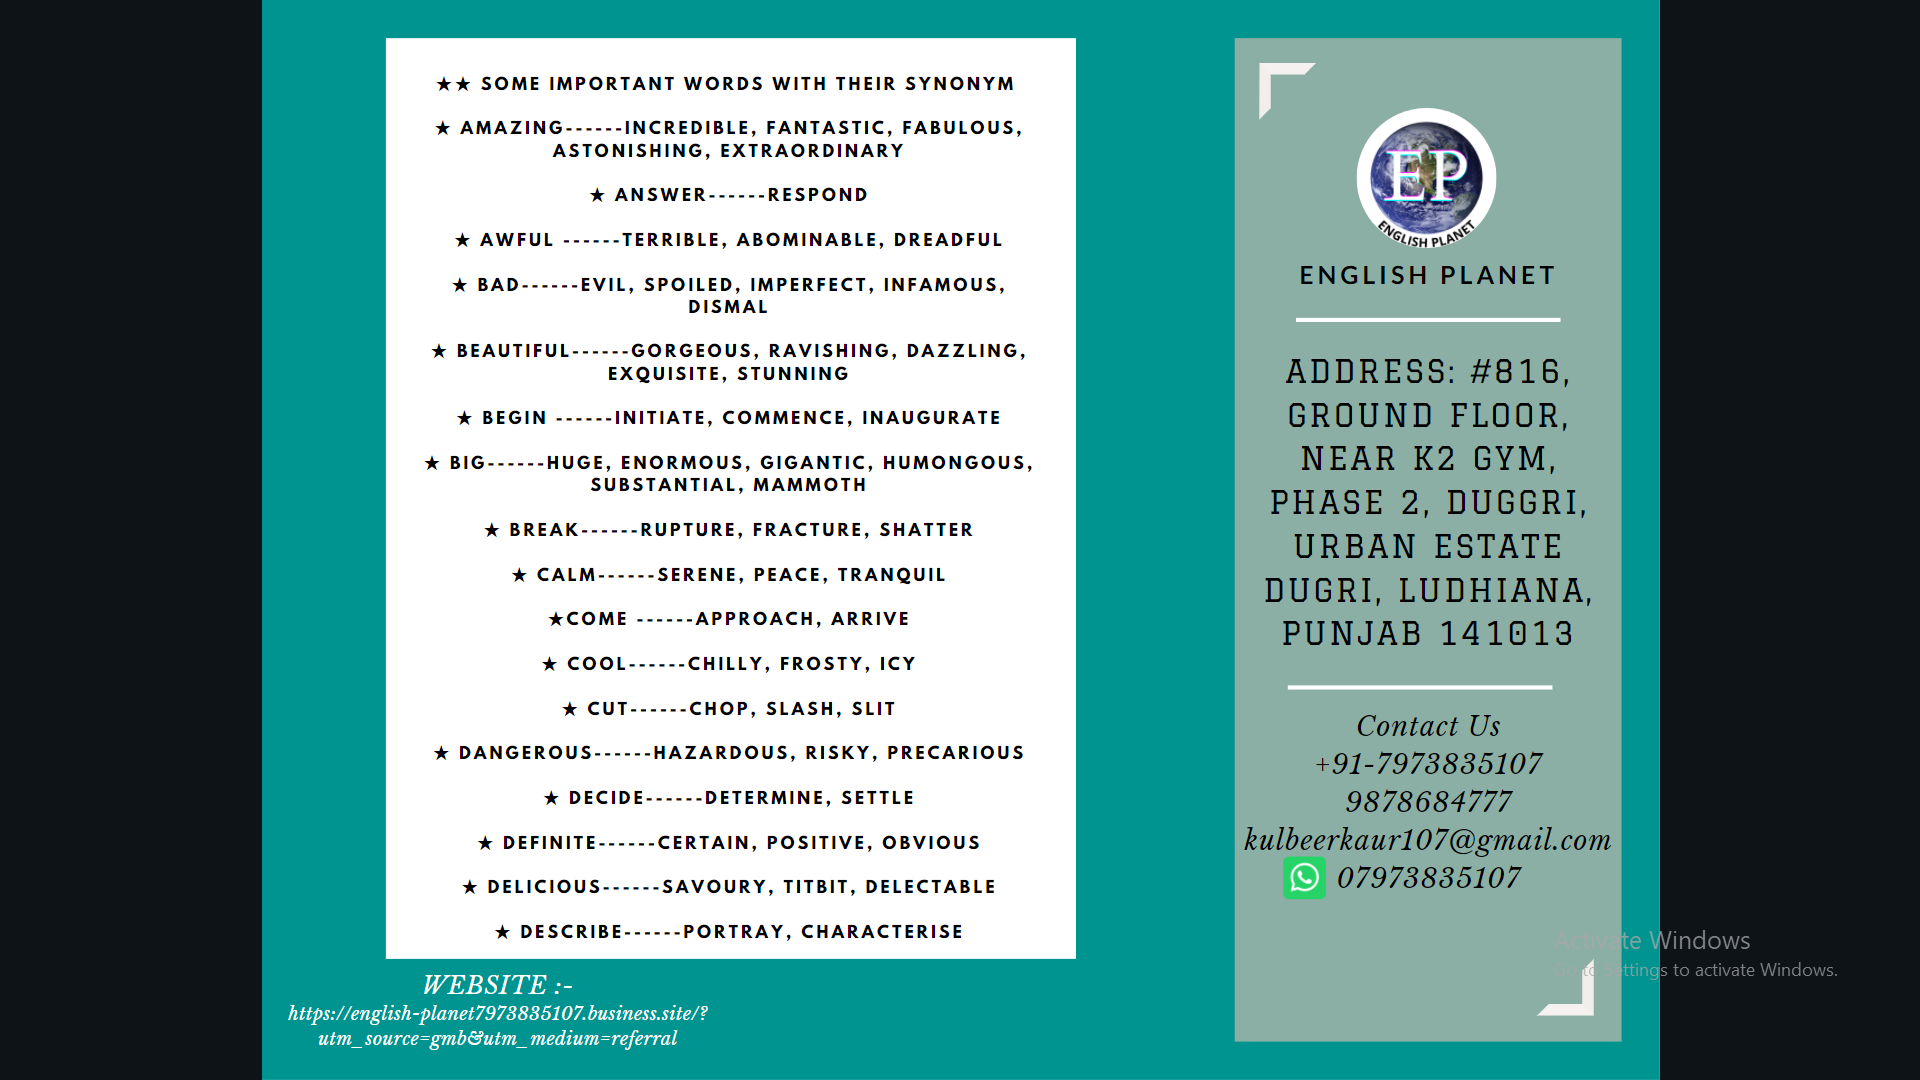 ★★ SOME IMPORTANT WORDS WITH THEIR SYNONYM
★ AMAZING------INCREDIBLE, FANTASTIC, FABULOUS,
ASTONISHING, EXTRAORDINARY
★ ANSWER------RESPOND
★ AWFUL ------TERRIBLE, ABOMINABLE, DREADFUL
★ BAD------EVIL, SPOILED, IMPERFECT, INFAMOUS,
DISMAL
★ BEAUTIFUL------GORGEOUS, RAVISHING, DAZZLING,
EXQUISITE, STUNNING
★ BEGIN ------INITIATE, COMMENCE, INAUGURATE
★ BIG------HUGE, ENORMOUS, GIGANTIC, HUMONGOUS,
SUBSTANTIAL, MAMMOTH
★ BREAK------RUPTURE, FRACTURE, SHATTER
★ CALM------SERENE, PEACE, TRANQUIL
★COME ------APPROACH, ARRIVE
★ COOL------CHILLY, FROSTY, ICY
★ CUT------CHOP, SLASH, SLIT
★ DANGEROUS------HAZARDOUS, RISKY, PRECARIOUS
★ DECIDE------DETERMINE, SETTLE
★ DEFINITE------CERTAIN, POSITIVE, OBVIOUS
★ DELICIOUS------SAVOURY, TITBIT, DELECTABLE
★ DESCRIBE------PORTRAY, CHARACTERISE
WEBSITE :-
https://english-planet7973835107.business.site/?
utm_source=gmb&utm_medium=referral
EP
ENGLISH PLANET
ENGLISH PLANET
ADDRESS: #816,
GROUND FLOOR,
NEAR K2 GYM,
PHASE 2, DUGGRI,
URBAN ESTATE
DUGRI, LUDHIANA,
PUNJAB 141013
Contact Us
+91-7973835107
9878684777
kulbeerkaur107@gmail.com
07973835107
Activate Windows
Go to Settings to activate Windows.